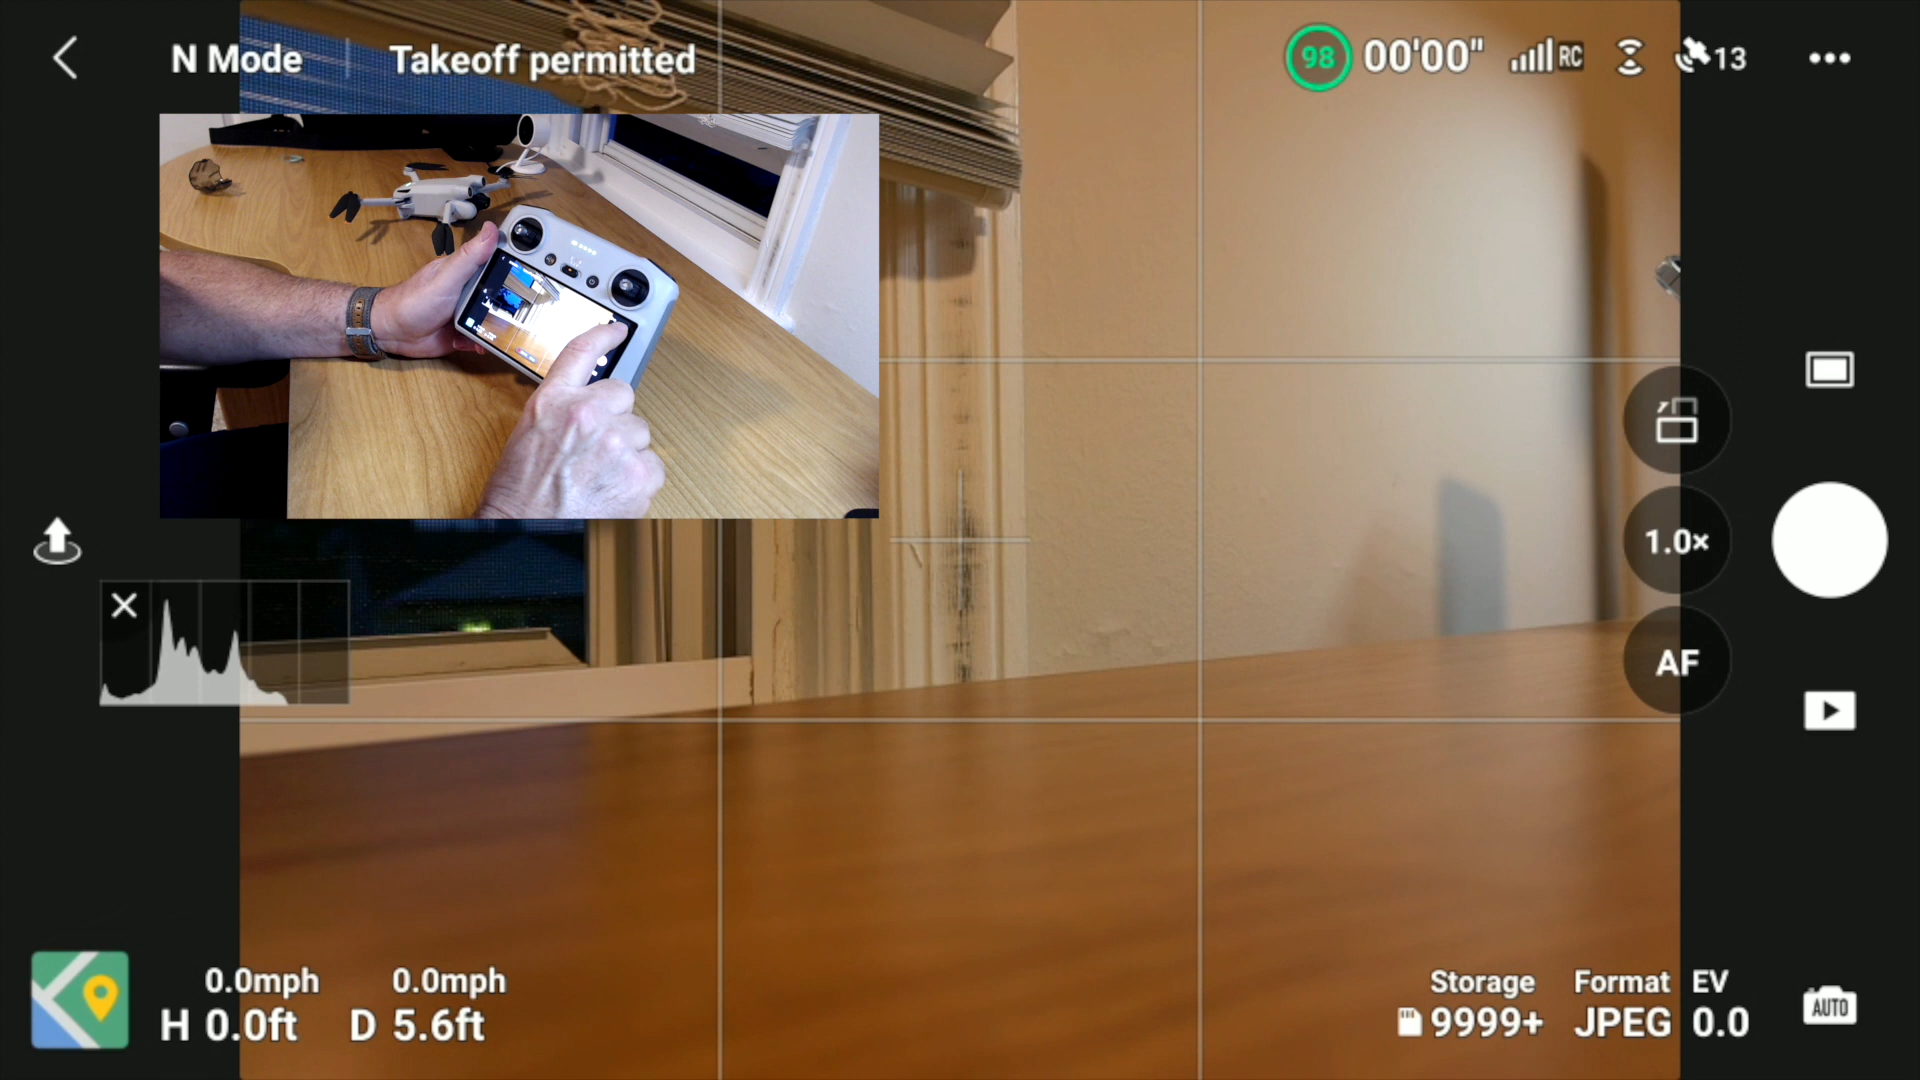 N Mode
Takeoff permitted
98
00'00"
RC
13
1.0×
AF
0.0mph
0.0mph
H 0.0ft
D 5.6ft
Storage
Format
EV
9999+
JPEG
0.0
AUTO